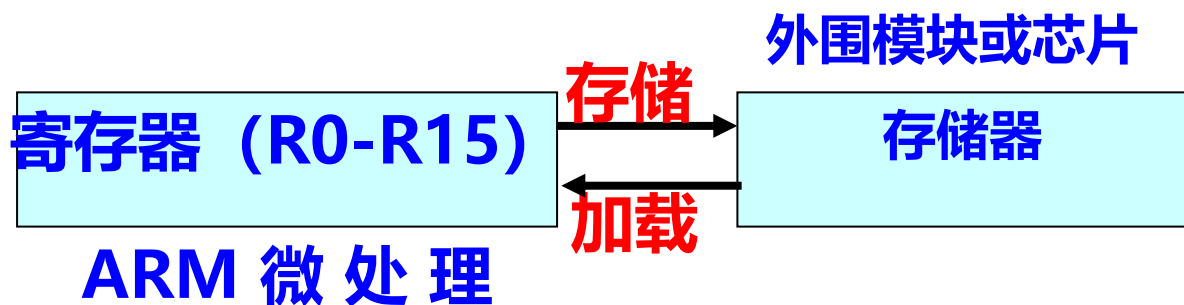 外围模块或芯片
存储
寄存器（R0-R15）
存储器
加载
ARM 微 处 理